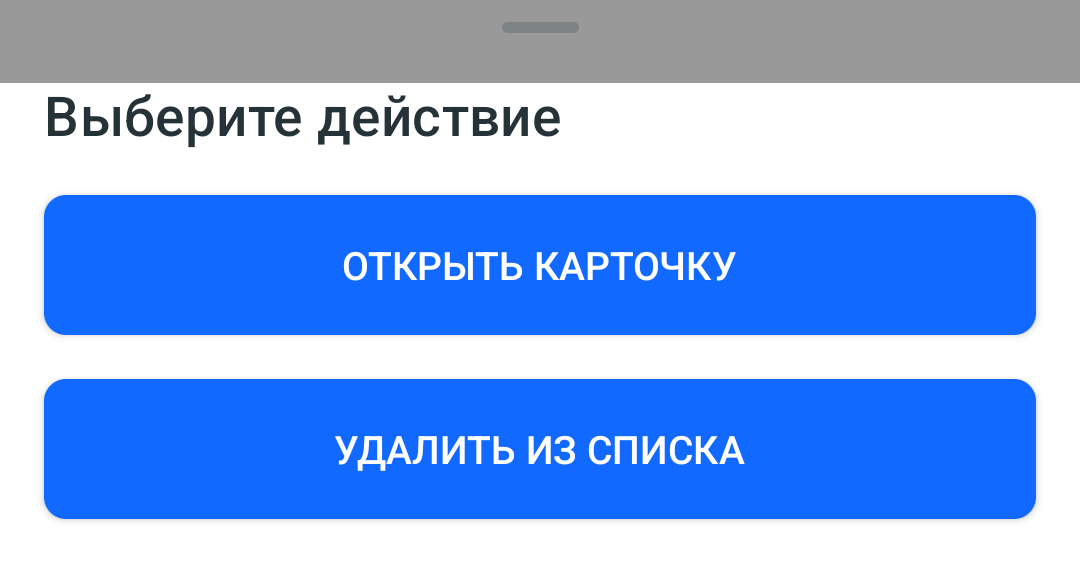 Выберите действие
ОТКРЫТЬ КАРТОЧКУ
УДАЛИТЬ ИЗ СПИСКА